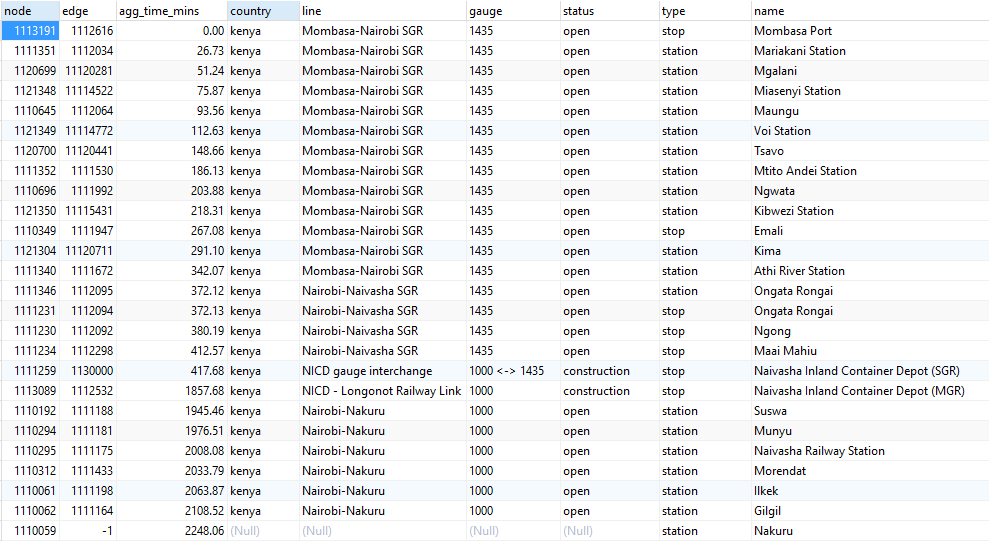 node edge agg_time_mins country line gauge status type name
1113191 1112616 0.00 kenya Mombasa-Nairobi SGR 1435 open stop Mombasa Port
1111351 1112034 26.73 kenya Mombasa-Nairobi SGR 1435 open station Mariakani Station
1120699 11120281 51.24 kenya Mombasa-Nairobi SGR 1435 open station Mgalani
1121348 11114522 75.87 kenya Mombasa-Nairobi SGR 1435 open station Miasenyi Station
1110645 1112064 93.56 kenya Mombasa-Nairobi SGR 1435 open station Maungu
1121349 11114772 112.63 kenya Mombasa-Nairobi SGR 1435 open station Voi Station
1120700 11120441 148.66 kenya Mombasa-Nairobi SGR 1435 open station Tsavo
1111352 1111530 186.13 kenya Mombasa-Nairobi SGR 1435 open station Mtito Andei Station
1110696 1111992 203.88 kenya Mombasa-Nairobi SGR 1435 open station Ngwata
1121350 11115431 218.31 kenya Mombasa-Nairobi SGR 1435 open station Kibwezi Station
1110349 1111947 267.08 kenya Mombasa-Nairobi SGR 1435 open stop Emali
1121304 11120711 291.10 kenya Mombasa-Nairobi SGR 1435 open station Kima
1111340 1111672 342.07 kenya Mombasa-Nairobi SGR 1435 open station Athi River Station
1111346 1112095 372.12 kenya Nairobi-Naivasha SGR 1435 open station Ongata Rongai
1111231 1112094 372.13 kenya Nairobi-Naivasha SGR 1435 open stop Ongata Rongai
1111230 1112092 380.19 kenya Nairobi-Naivasha SGR 1435 open stop Ngong
1111234 1112298 412.57 kenya Nairobi-Naivasha SGR 1435 open stop Maai Mahiu
1111259 1130000 417.68 kenya NICD gauge interchange 1000 <-> 1435 construction stop Naivasha Inland Container Depot (SGR)
1113089 1112532 1857.68 kenya NICD - Longonot Railway Link 1000 construction stop Naivasha Inland Container Depot (MGR)
1110192 1111188 1945.46 kenya Nairobi-Nakuru 1000 open station Suswa
1110294 1111181 1976.51 kenya Nairobi-Nakuru 1000 open station Munyu
1110295 1111175 2008.08 kenya Nairobi-Nakuru 1000 open station Naivasha Railway Station
1110312 1111433 2033.79 kenya Nairobi-Nakuru 1000 open station Morendat
1110061 1111198 2063.87 kenya Nairobi-Nakuru 1000 open station Ilkek
1110062 1111164 2108.52 kenya Nairobi-Nakuru 1000 open station Gilgil
1110059 -1 2248.06 (Null) (Null) (Null) (Null) station Nakuru